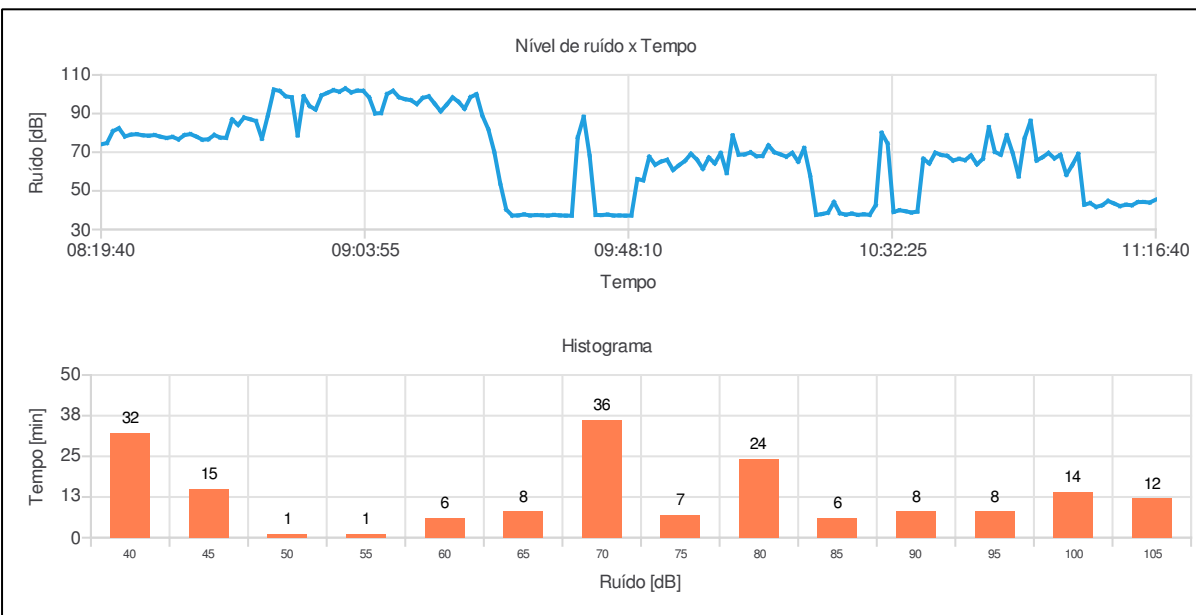 Nível de ruído x Tempo
110
90
70
50
30
Ruído [dB]
08:19:40 09:03:55 09:48:10 10:32:25 11:16:40
Tempo
Histograma
50
38
25
13
0
Tempo [min]
32 15 1 1 6 8 36 7 24 6 8 8 14 12
40 45 50 55 60 65 70 75 80 85 90 95 100 105
Ruído [dB]